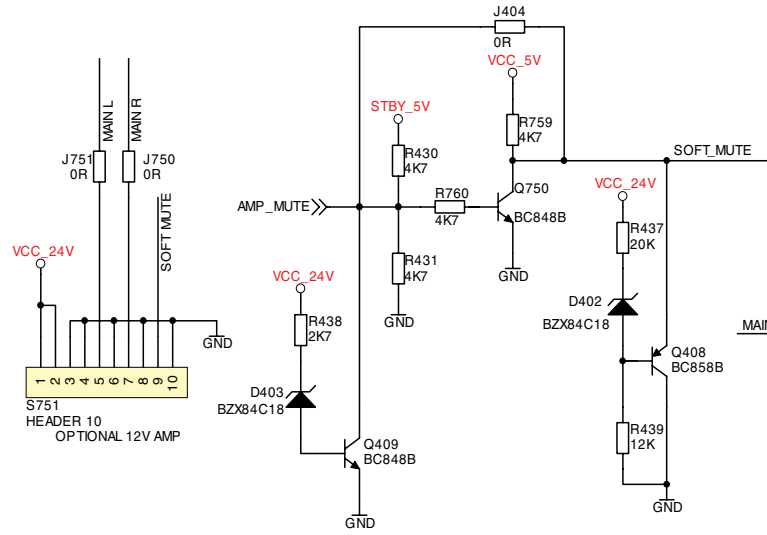 J404
0R
VCC_5V
MAIN L
MAIN R
STBY_5V
R759
4K7
J751
0R
J750
0R
R430
4K7
SOFT_MUTE
Q750
R760
4K7
BC848B
VCC_24V
SOFT MUTE
AMP_MUTE
R437
20K
VCC_24V
R431
4K7
GND
VCC_24V
D402
BZX84C18
GND
R438
2K7
GND
MAIN
Q408
BC858B
1 2 3 4 5 6 7 8 9 10
D403
BZX84C18
S751
HEADER 10
OPTIONAL 12V AMP
R439
12K
Q409
BC848B
GND
GND